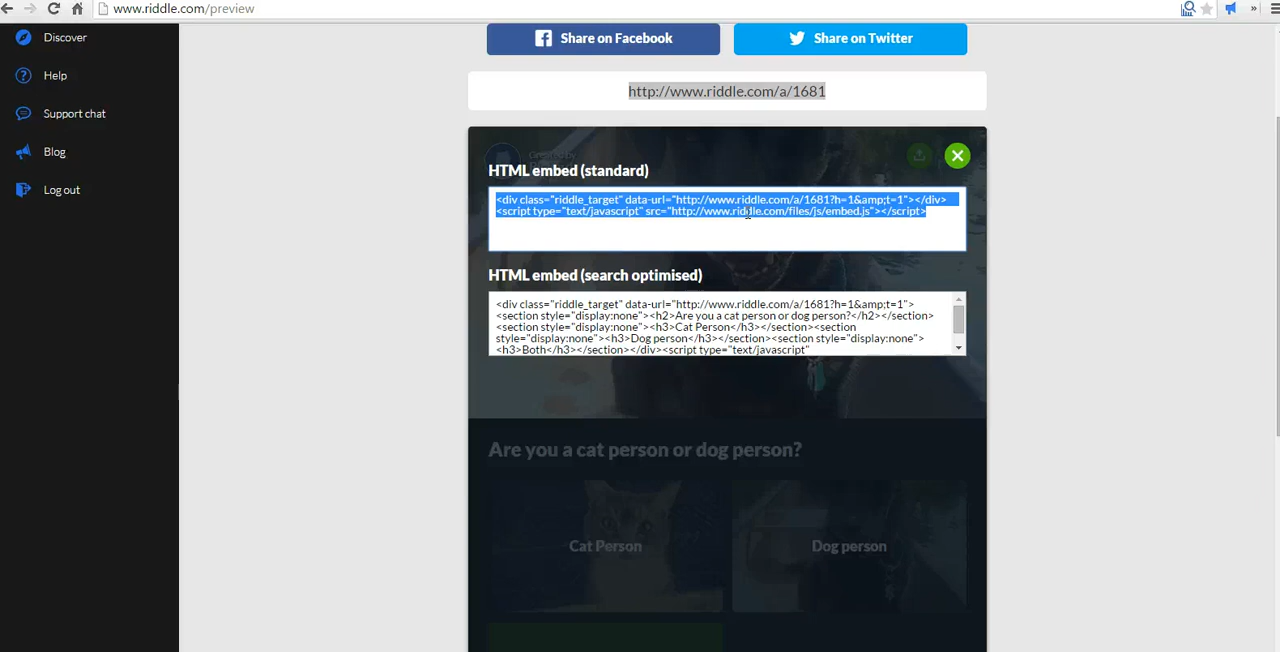 www.riddle.com/preview
Discover
Help
Support chat
Blog
Log out
Share on Facebook
Share on Twitter
http://www.riddle.com/a/1681
Created by
HTML embed (standard)
<div class="riddle_target" data-url="http://www.riddle.com/a/1681?h=1&amp;t=1"></div>
<script type="text/javascript" src="http://www.riddle.com/files/js/embed.js"></script>
HTML embed (search optimised)
<div class="riddle_target" data-url="http://www.riddle.com/a/1681?h=1&amp;t=1">
<section style="display:none"><h2>Are you a cat person or dog person?</h2></section>
<section style="display:none"><h3>Cat Person</h3></section><section
style="display:none"><h3>Dog person</h3></section><section style="display:none">
<h3>Both</h3></section></div><script type="text/javascript"
Are you a cat person or dog person?
Cat Person
Dog person